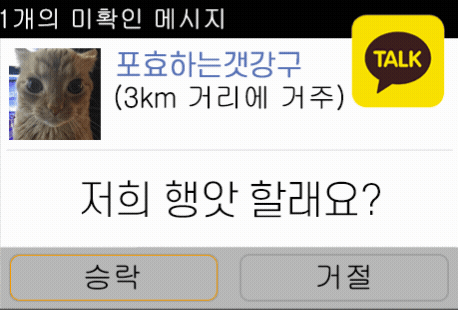 1개의 미확인 메시지
TALK
포효하는갯강구
(3km 거리에 거주)
저희 행앗 할래요?
승락
거절